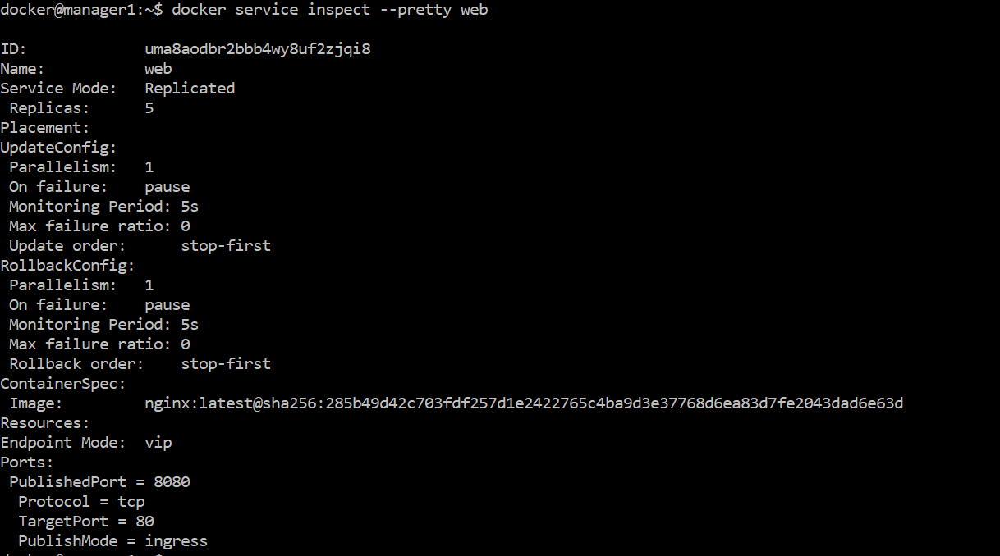 docker@manager1:~$ docker service inspect --pretty web
ID: uma8aodbr2bbb4wy8uf2zjqi8
Name: web
Service Mode: Replicated
Replicas: 5
Placement:
UpdateConfig:
Parallelism: 1
On failure: pause
Monitoring Period: 5s
Max failure ratio: 0
Update order: stop-first
RollbackConfig:
Parallelism: 1
On failure: pause
Monitoring Period: 5s
Max failure ratio: 0
Rollback order: stop-first
ContainerSpec:
Image: nginx:latest@sha256:285b49d42c703fdf257d1e2422765c4ba9d3e37768d6ea83d7fe2043dad6e63d
Resources:
Endpoint Mode: vip
Ports:
PublishedPort = 8080
Protocol = tcp
TargetPort = 80
PublishMode = ingress